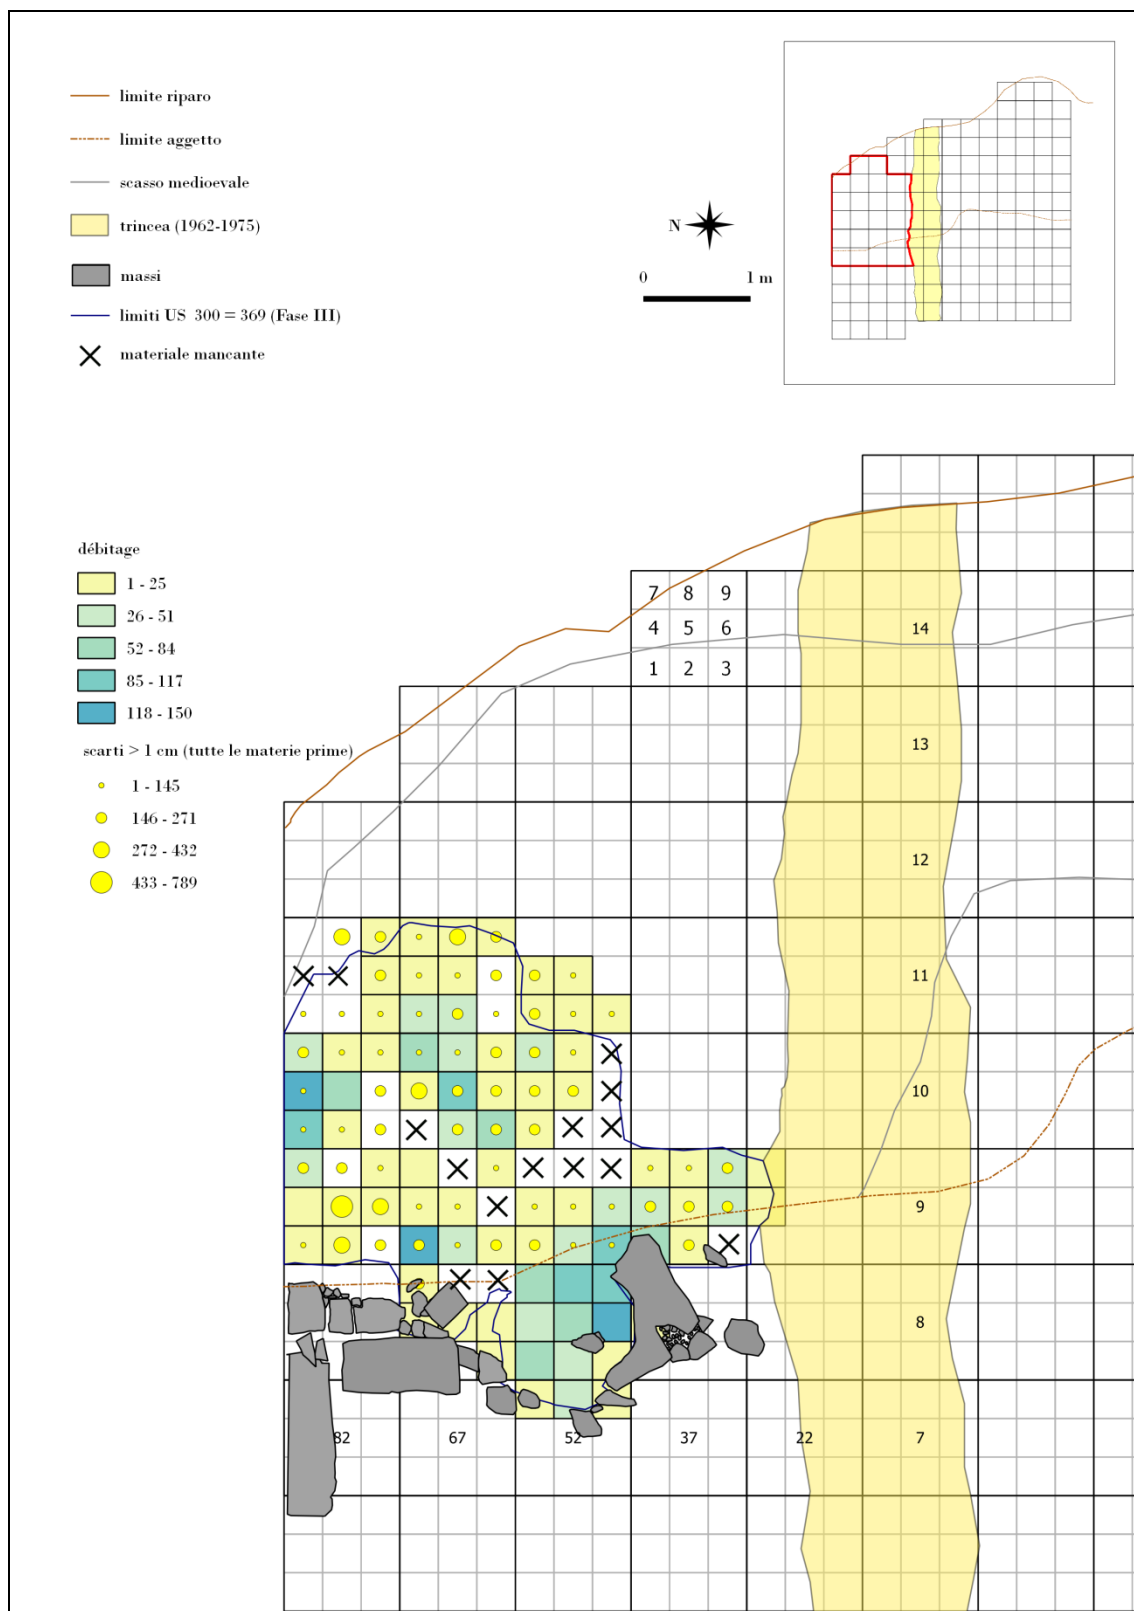 limite riparo
limite aggetto
scasso medioevale
trincea (1962-1975)
massi
limiti US 300 = 369 (Fase III)
materiale mancante
N
0 1 m
débitage
1 - 25
26 - 51
52 - 84
85 - 117
118 - 150
scarti > 1 cm (tutte le materie prime)
1 - 145
146 - 271
272 - 432
433 - 789
7 8 9
4 5 6
1 2 3
14
13
12
11
10
9
8
82 67 52 37 22 7